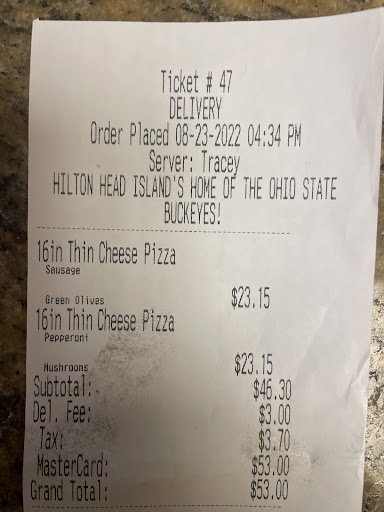 Ticket # 47
DELIVERY
Order Placed 08-23-2022 04:34 PM
Server: Tracey
HILTON HEAD ISLAND'S HOME OF THE OHIO STATE
BUCKEYES!
16in Thin Cheese Pizza
Sausage
Green Olives $23.15
16in Thin Cheese Pizza
Pepperoni
Mushrooms $23.15
Subtotal: $46.30
Del. Fee: $3.00
Tax: $3.70
MasterCard: $53.00
Grand Total: $53.00